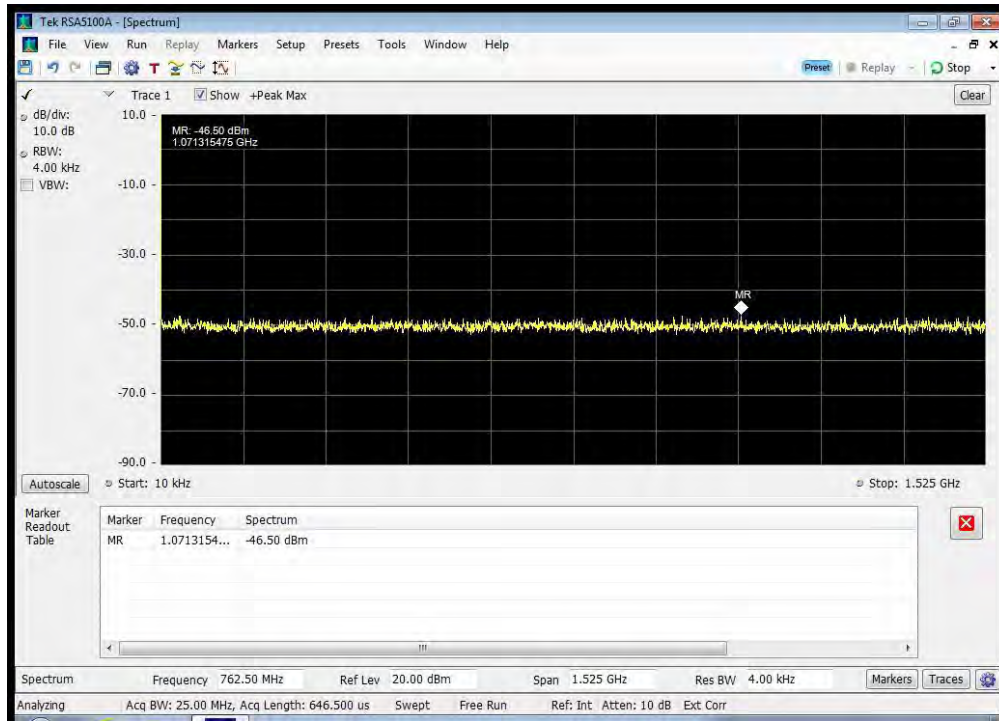 Tek RSA5100A - [Spectrum]
File View Run Replay Markers Setup Presets Tools Window Help
T
Preset Replay Stop
Trace 1 Show +Peak Max
Clear
dB/div:
10.0 dB
RBW:
4.00 kHz
VBW:
10.0
MR: -46.50 dBm
1.071315475 GHz
-10.0
-30.0
MR
-50.0
-70.0
-90.0
Autoscale
Start: 10 kHz
Stop: 1.525 GHz
Marker
Readout
Table
Marker Frequency Spectrum
MR 1.0713154... -46.50 dBm
Spectrum Frequency 762.50 MHz Ref Lev 20.00 dBm Span 1.525 GHz Res BW 4.00 kHz Markers Traces
Analyzing Acq BW: 25.00 MHz, Acq Length: 646.500 us Swept Free Run Ref: Int Atten: 10 dB Ext Corr